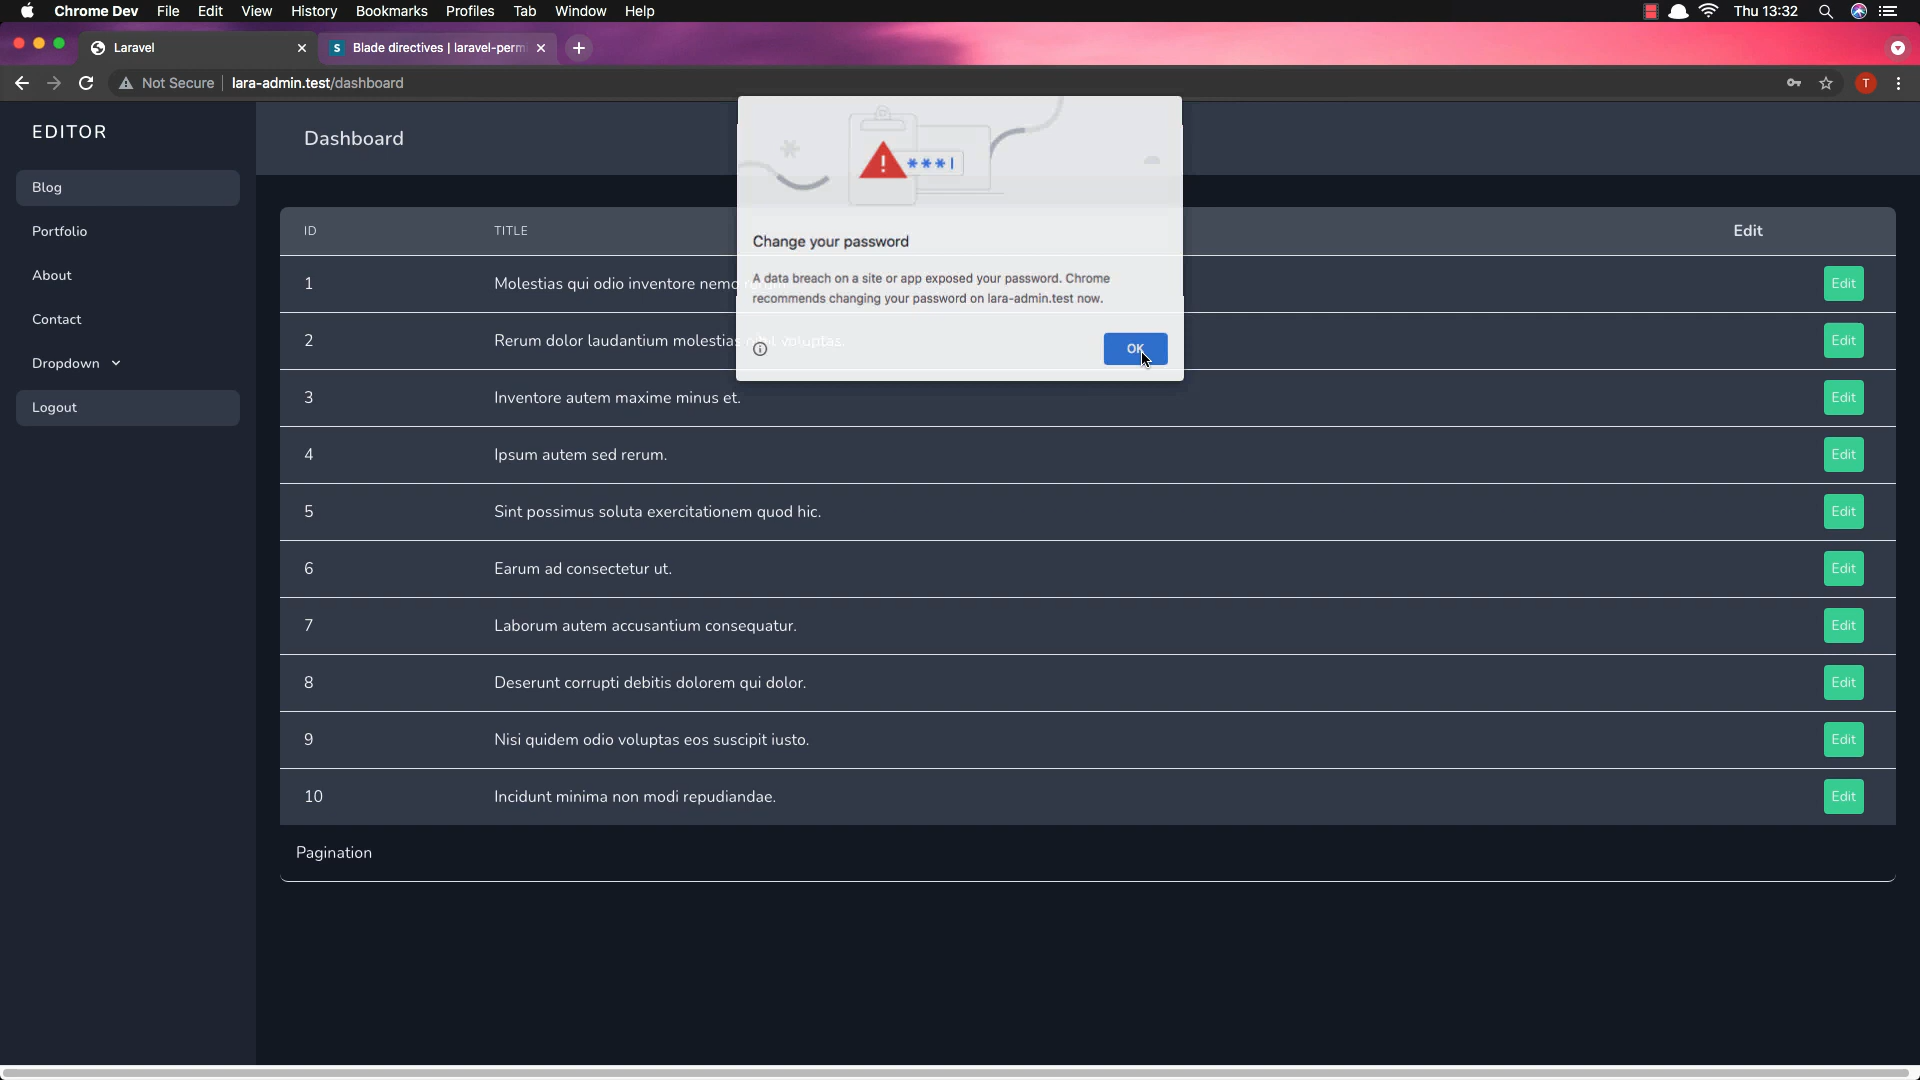 Chrome Dev File Edit View History Bookmarks Profiles Tab Window Help Thu 13:32
Laravel
S Blade directives | laravel-perm
Not Secure lara-admin.test/dashboard T
EDITOR
Blog
Portfolio
About
Contact
Dropdown
Logout
Dashboard
***|
Change your password
A data breach on a site or app exposed your password. Chrome
recommends changing your password on lara-admin.test now.
OK
ID TITLE Edit
1 Molestias qui odio inventore nemo Edit
2 Rerum dolor laudantium molestias voluptas. Edit
3 Inventore autem maxime minus et. Edit
4 Ipsum autem sed rerum. Edit
5 Sint possimus soluta exercitationem quod hic. Edit
6 Earum ad consectetur ut. Edit
7 Laborum autem accusantium consequatur. Edit
8 Deserunt corrupti debitis dolorem qui dolor. Edit
9 Nisi quidem odio voluptas eos suscipit iusto. Edit
10 Incidunt minima non modi repudiandae. Edit
Pagination